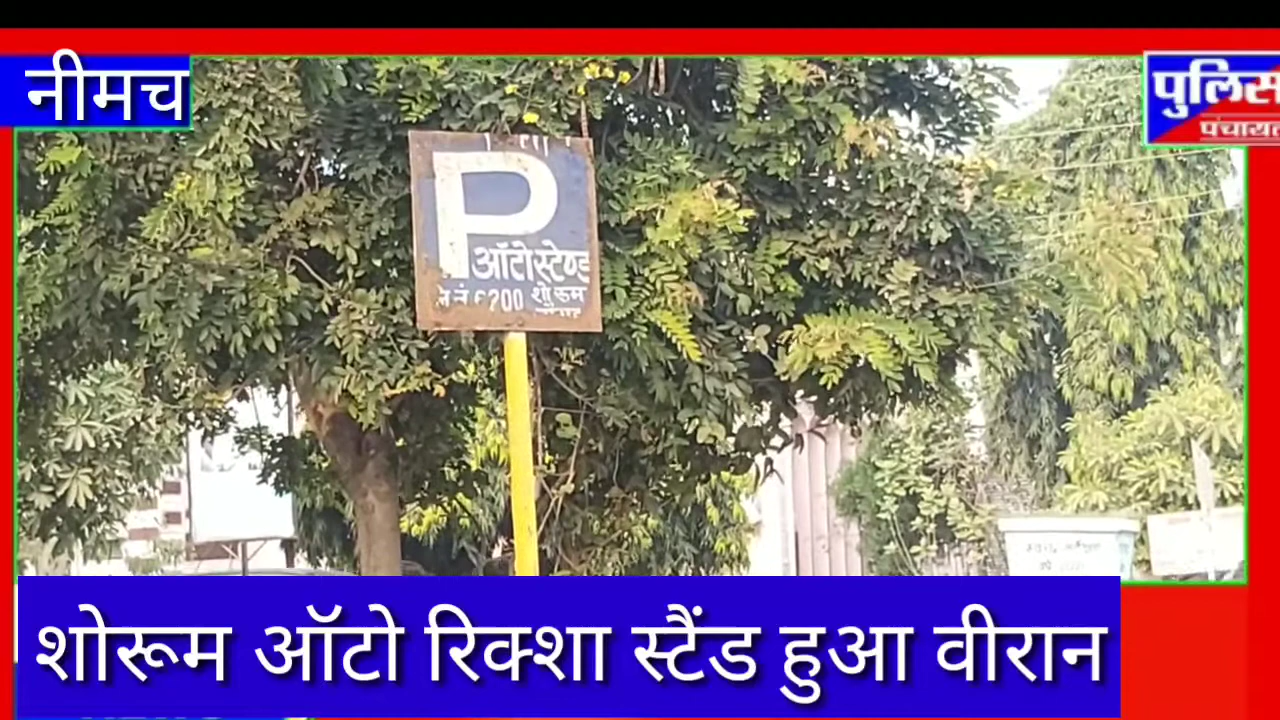 नीमच
पुलिस
पंचायत
P
ऑटोस्टेण्ड
शोरूम
शोरूम ऑटो रिक्शा स्टैंड हुआ वीरान